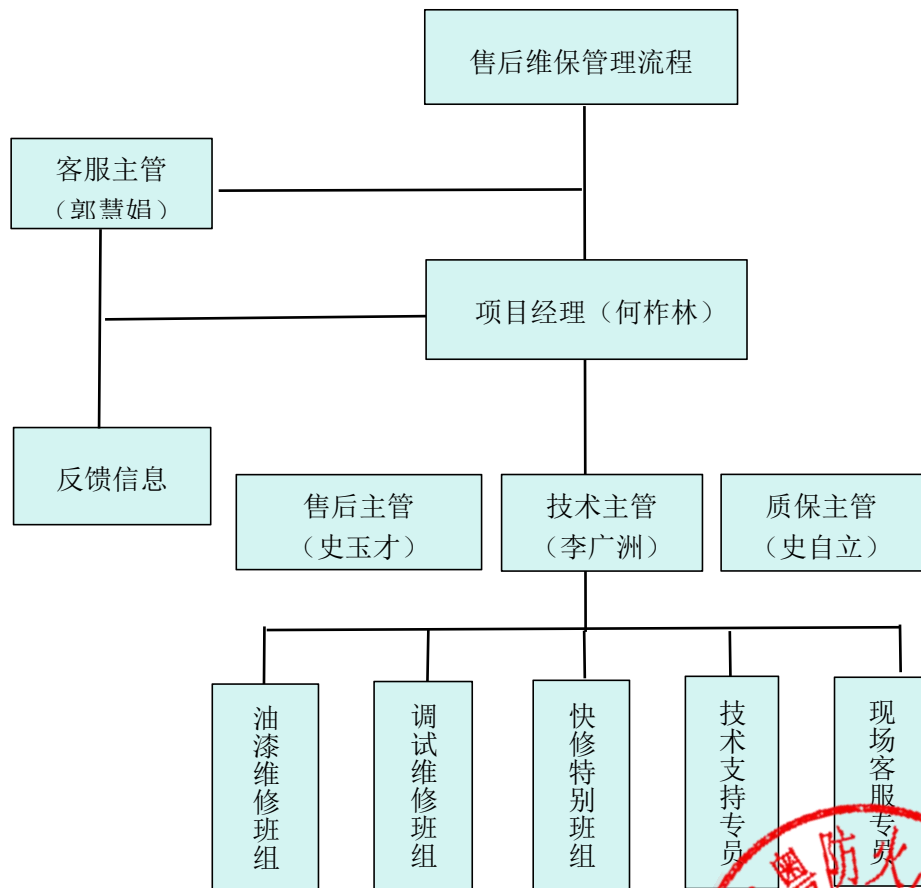 售后维保管理流程
客服主管
（郭慧娟）
项目经理（何柞林）
反馈信息
售后主管
（史玉才）
技术主管
（李广洲）
质保主管
（史自立）
油漆维修班组
调试维修班组
快修特别班组
技术支持专员
现场客服专员
粤防火